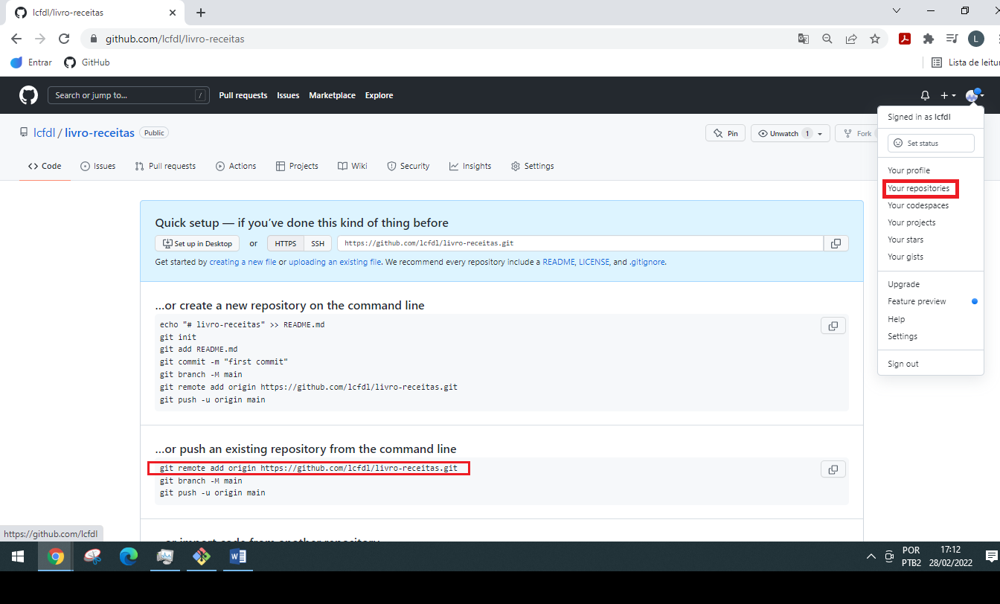 lcfdl/livro-receitas
github.com/lcfdl/livro-receitas
L
Entrar
GitHub
Lista de leitur
Search or jump to...
/
Pull requests
Issues
Marketplace
Explore
Signed in as lcfdl
Set status
Your profile
Your repositories
Your codespaces
Your projects
Your stars
Your gists
Upgrade
Feature preview
Help
Settings
Sign out
lcfdl / livro-receitas
Public
Pin
Unwatch 1
Fork
Code
Issues
Pull requests
Actions
Projects
Wiki
Security
Insights
Settings
Quick setup — if you’ve done this kind of thing before
Set up in Desktop
or
HTTPS
SSH
https://github.com/lcfdl/livro-receitas.git
Get started by creating a new file or uploading an existing file. We recommend every repository include a README, LICENSE, and .gitignore.
…or create a new repository on the command line
echo "# livro-receitas" >> README.md
git init
git add README.md
git commit -m "first commit"
git branch -M main
git remote add origin https://github.com/lcfdl/livro-receitas.git
git push -u origin main
…or push an existing repository from the command line
git remote add origin https://github.com/lcfdl/livro-receitas.git
git branch -M main
git push -u origin main
…or import code from another repository
https://github.com/lcfdl
POR
PTB2
17:12
28/02/2022